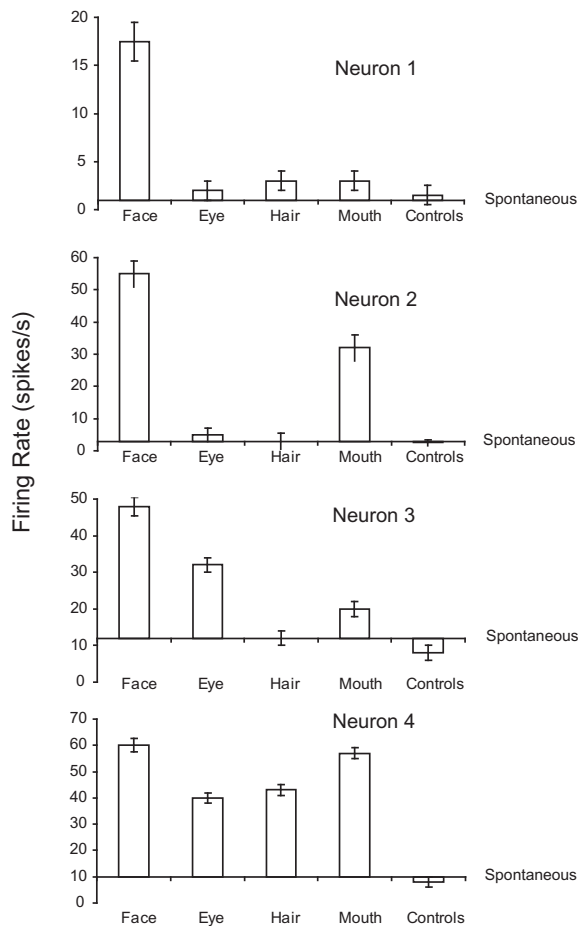 Firing Rate (spikes/s)
Neuron 1
20
15
10
5
0
Face Eye Hair Mouth Controls
Spontaneous
Neuron 2
60
50
40
30
20
10
0
Face Eye Hair Mouth Controls
Spontaneous
Neuron 3
50
40
30
20
10
0
Face Eye Hair Mouth Controls
Spontaneous
Neuron 4
70
60
50
40
30
20
10
0
Face Eye Hair Mouth Controls
Spontaneous